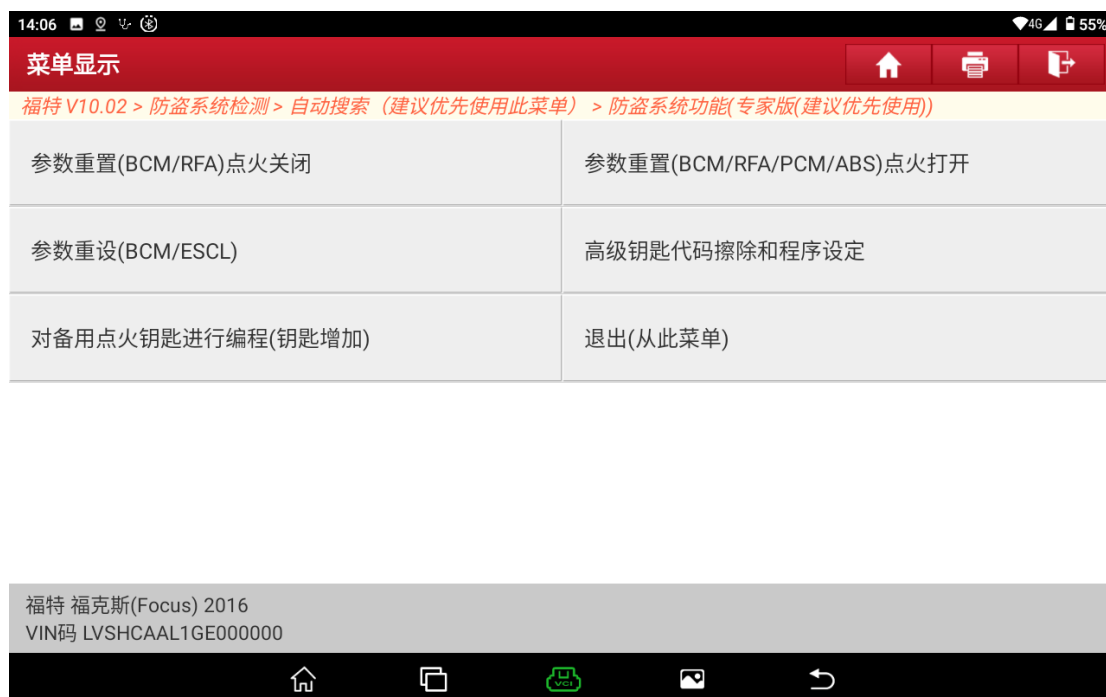 14:06 4G 55%
菜单显示
福特 V10.02 > 防盗系统检测 > 自动搜索（建议优先使用此菜单） > 防盗系统功能(专家版(建议优先使用))
参数重置(BCM/RFA)点火关闭
参数重置(BCM/RFA/PCM/ABS)点火打开
参数重设(BCM/ESCL)
高级钥匙代码擦除和程序设定
对备用点火钥匙进行编程(钥匙增加)
退出(从此菜单)
福特 福克斯(Focus) 2016
VIN码 LVSHCAAL1GE000000
VCI